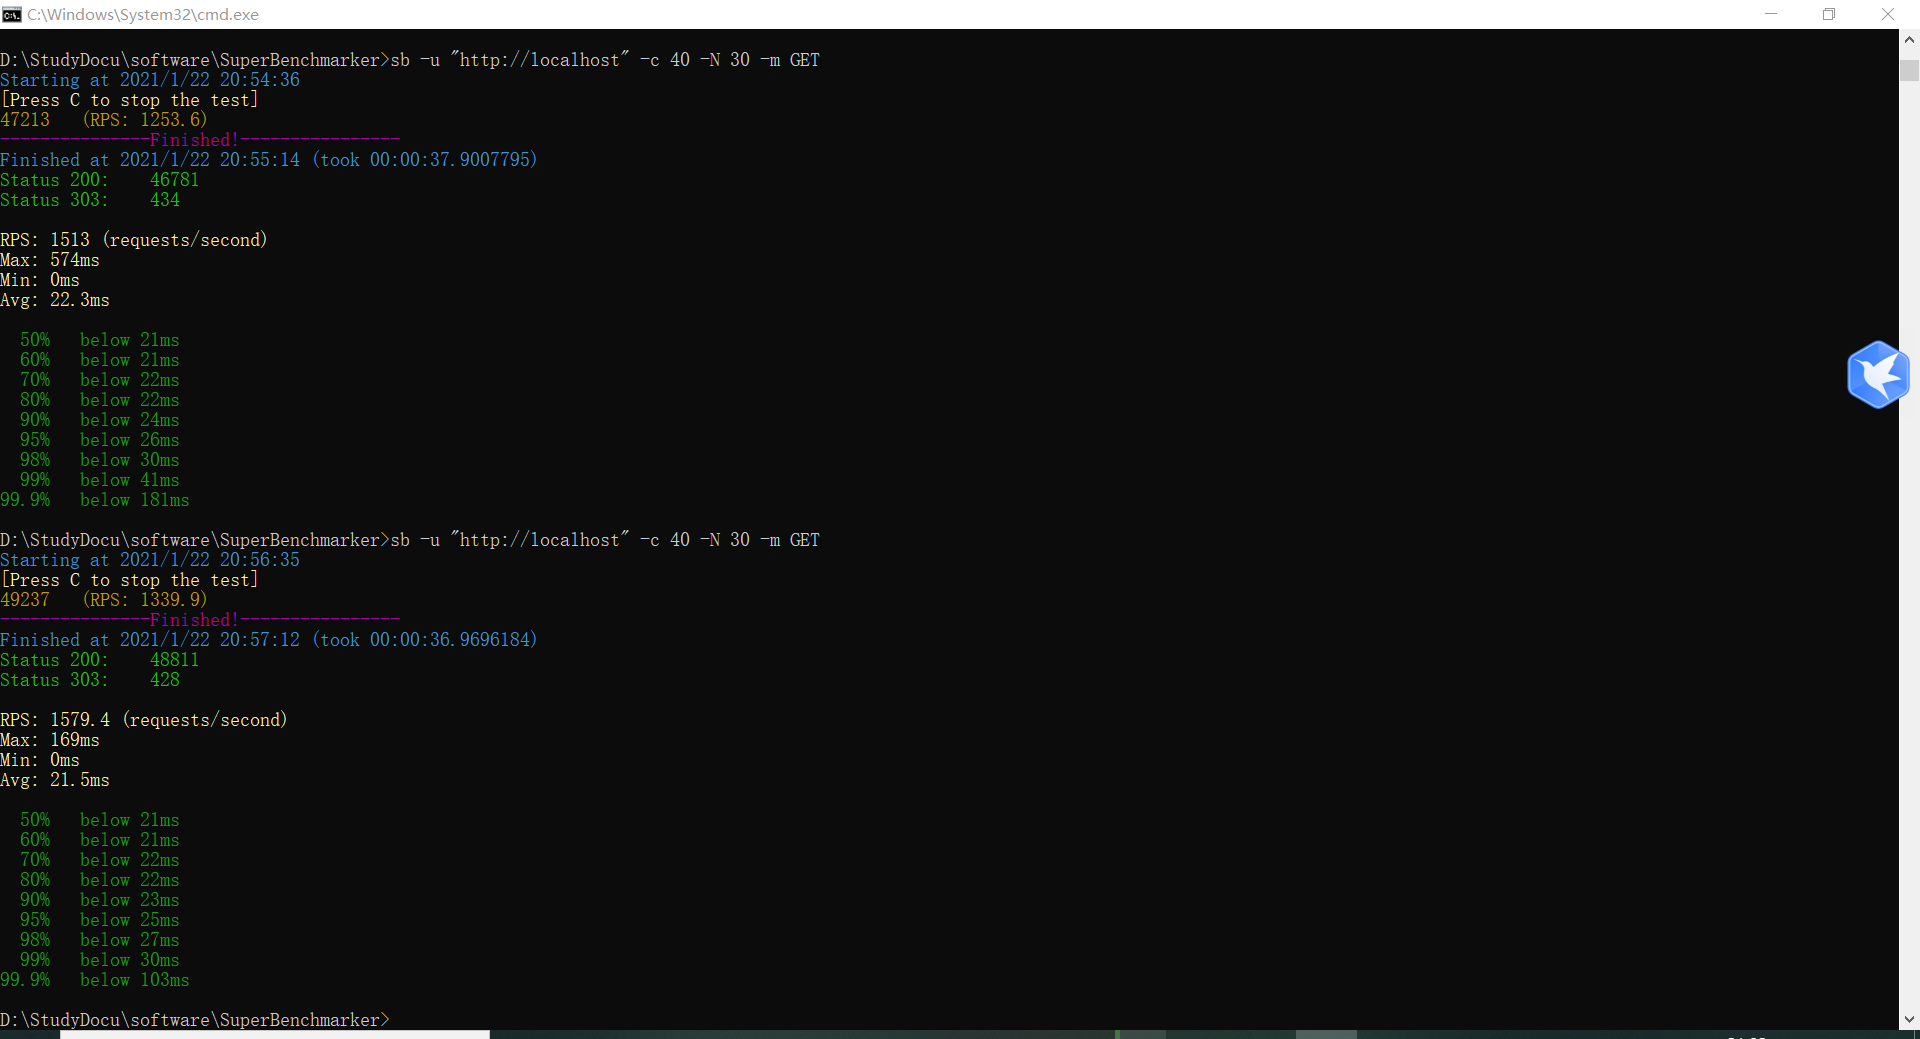 C:\Windows\System32\cmd.exe
D:\StudyDocu\software\SuperBenchmarker>sb -u "http://localhost" -c 40 -N 30 -m GET
Starting at 2021/1/22 20:54:36
[Press C to stop the test]
47213   (RPS: 1253.6)
---------------Finished!----------------
Finished at 2021/1/22 20:55:14 (took 00:00:37.9007795)
Status 200:    46781
Status 303:    434
RPS: 1513 (requests/second)
Max: 574ms
Min: 0ms
Avg: 22.3ms
50%   below 21ms
60%   below 21ms
70%   below 22ms
80%   below 22ms
90%   below 24ms
95%   below 26ms
98%   below 30ms
99%   below 41ms
99.9%   below 181ms
D:\StudyDocu\software\SuperBenchmarker>sb -u "http://localhost" -c 40 -N 30 -m GET
Starting at 2021/1/22 20:56:35
[Press C to stop the test]
49237   (RPS: 1339.9)
---------------Finished!----------------
Finished at 2021/1/22 20:57:12 (took 00:00:36.9696184)
Status 200:    48811
Status 303:    428
RPS: 1579.4 (requests/second)
Max: 169ms
Min: 0ms
Avg: 21.5ms
50%   below 21ms
60%   below 21ms
70%   below 22ms
80%   below 22ms
90%   below 23ms
95%   below 25ms
98%   below 27ms
99%   below 30ms
99.9%   below 103ms
D:\StudyDocu\software\SuperBenchmarker>